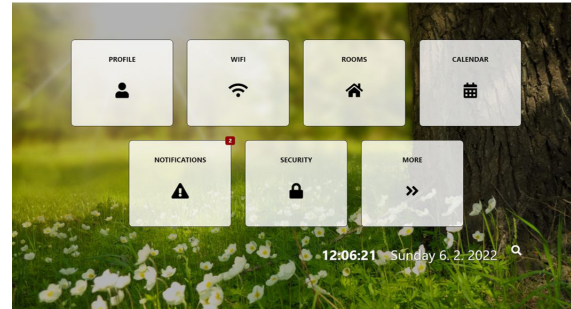 PROFILE WIFI ROOMS CALENDAR
2
NOTIFICATIONS SECURITY MORE
12:06:21 Sunday 6. 2. 2022